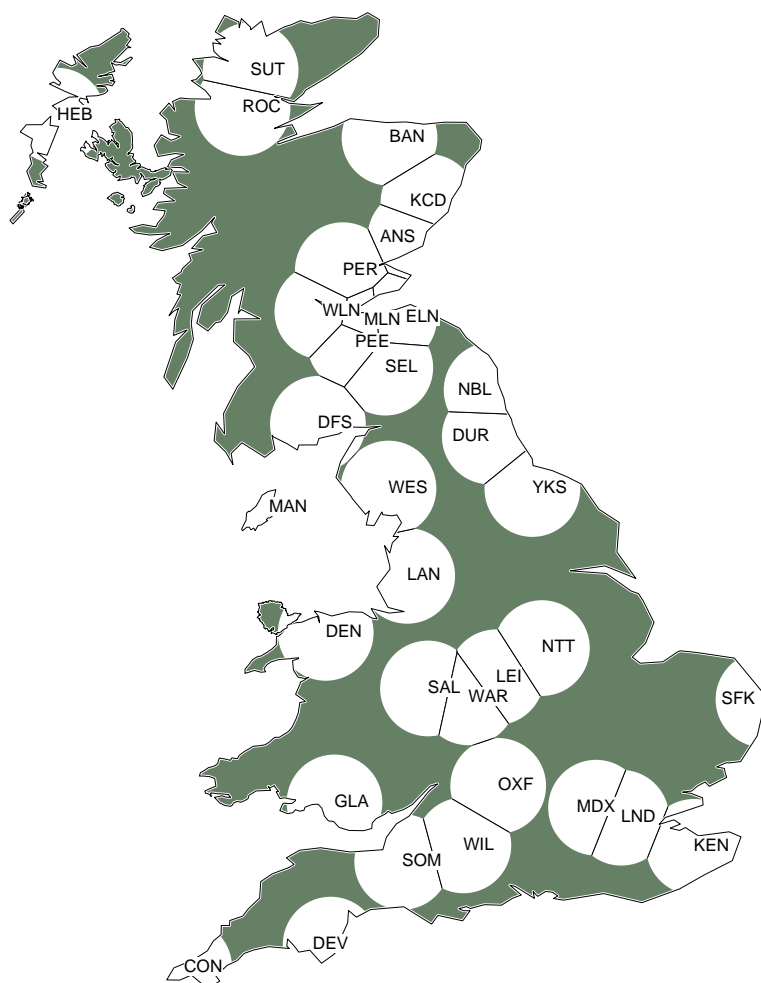 SUT
HEB
ROC
BAN
KCD
ANS
PER
WLN
MLN
ELN
PEE
SEL
NBL
DFS
DUR
WES
YKS
MAN
LAN
DEN
NTT
LEI
SAL
WAR
SFK
OXF
GLA
MDX
LND
WIL
KEN
SOM
DEV
CON